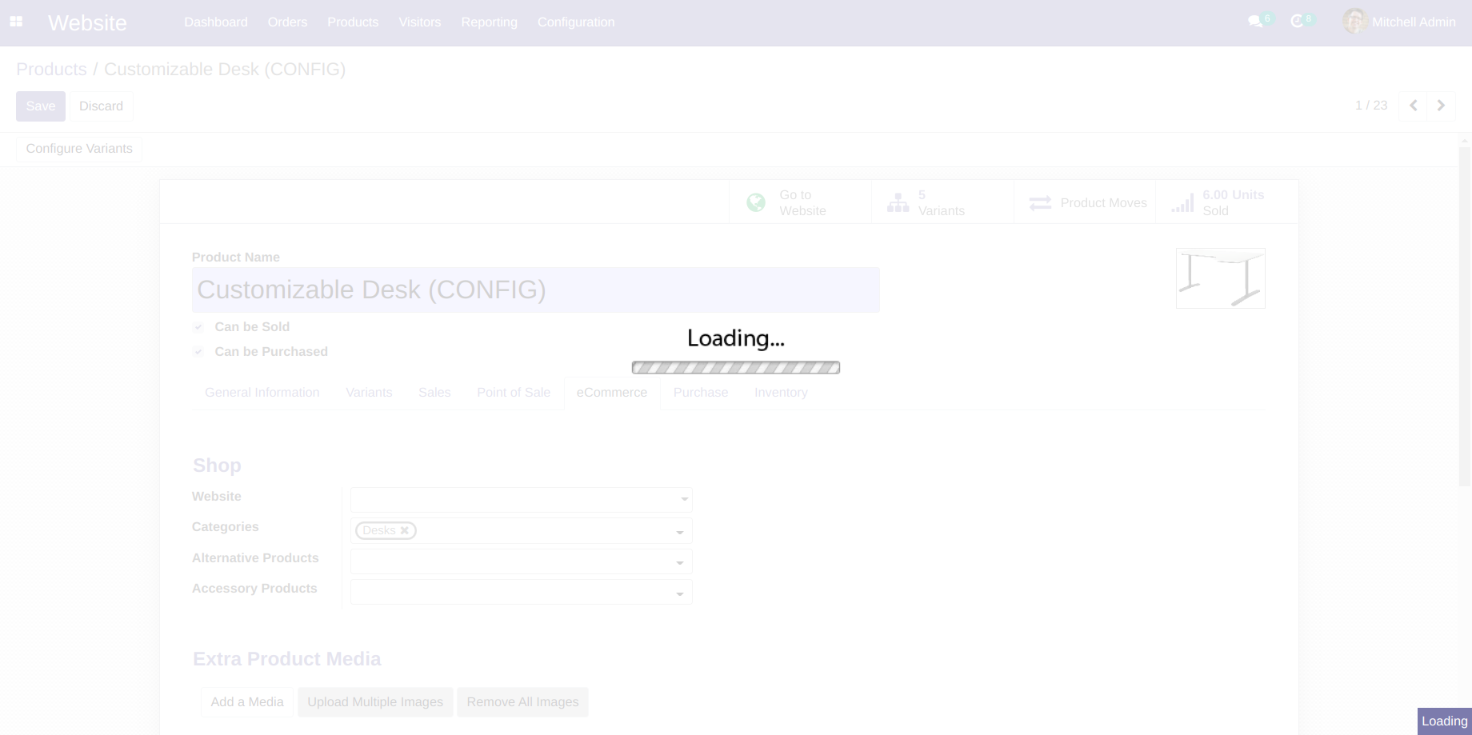 Website Dashboard Orders Products Visitors Reporting Configuration 6 8 Mitchell Admin
Products / Customizable Desk (CONFIG)
Save Discard 1 / 23
Configure Variants
Go to
Website
5
Variants
Product Moves
6.00 Units
Sold
Product Name
Customizable Desk (CONFIG)
Can be Sold
Loading...
Can be Purchased
General Information Variants Sales Point of Sale eCommerce Purchase Inventory
Shop
Website
Categories Desks
Alternative Products
Accessory Products
Extra Product Media
Add a Media Upload Multiple Images Remove All Images
Loading